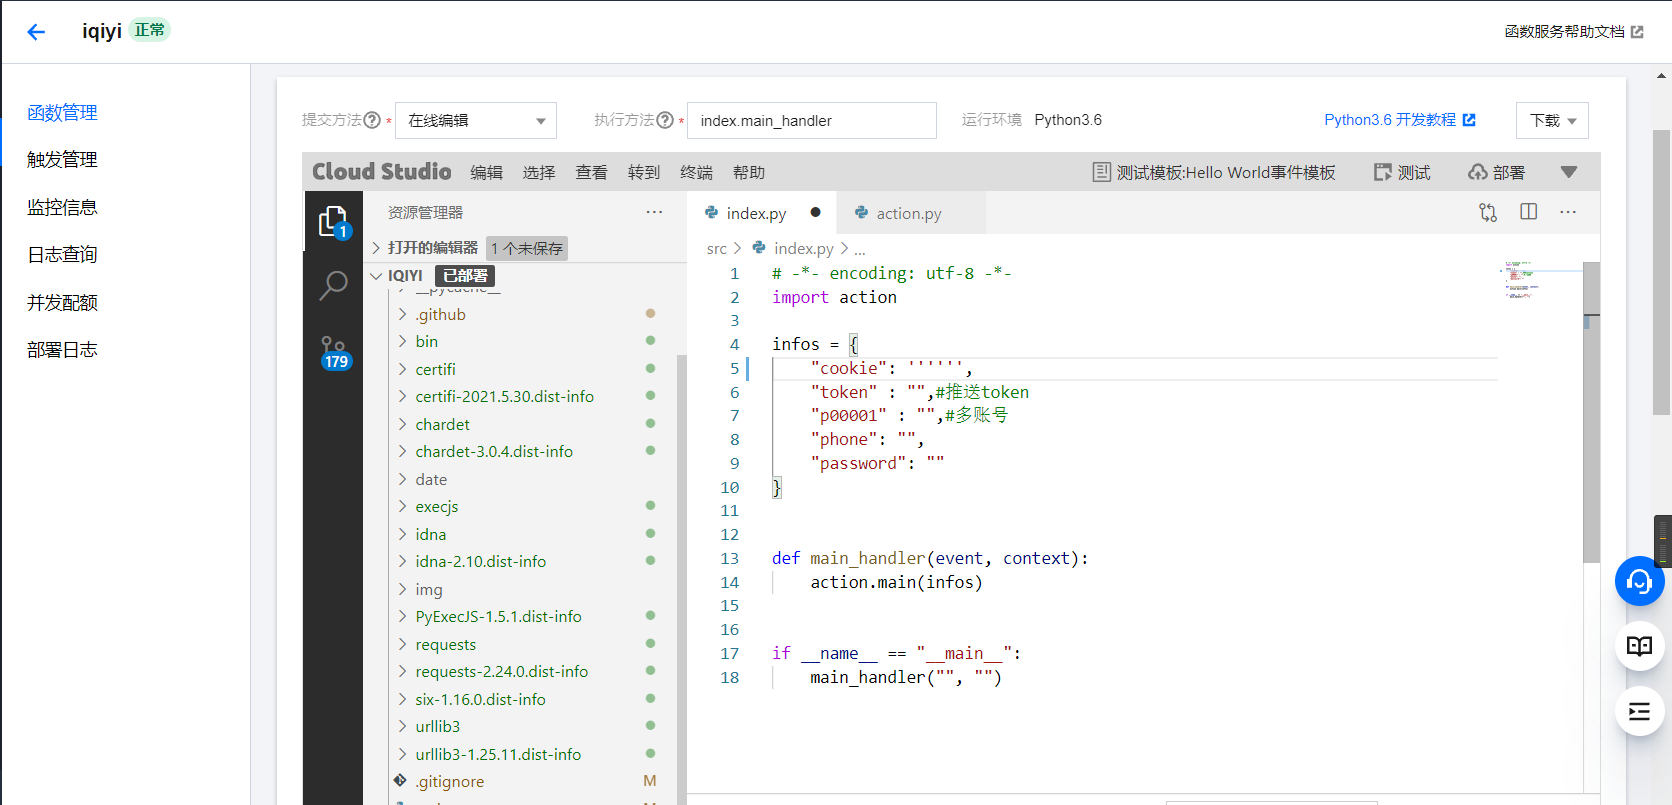 iqiyi 正常
函数服务帮助文档
函数管理
触发管理
监控信息
日志查询
并发配额
部署日志
提交方法 * 在线编辑 执行方法 * index.main_handler 运行环境 Python3.6 Python3.6 开发教程 下载
Cloud Studio 编辑 选择 查看 转到 终端 帮助 测试模板:Hello World事件模板 测试 部署
1
179
资源管理器 ...
打开的编辑器 1 个未保存
IQIYI 已部署
__pycache__
.github
bin
certifi
certifi-2021.5.30.dist-info
chardet
chardet-3.0.4.dist-info
date
execjs
idna
idna-2.10.dist-info
img
PyExecJS-1.5.1.dist-info
requests
requests-2.24.0.dist-info
six-1.16.0.dist-info
urllib3
urllib3-1.25.11.dist-info
.gitignore M
index.py ● action.py ...
src > index.py > ...
1 # -*- encoding: utf-8 -*-
2 import action
3
4 infos = {
5     "cookie": '''''',
6     "token" : "",#推送token
7     "p00001" : "",#多账号
8     "phone": "",
9     "password": ""
10 }
11
12
13 def main_handler(event, context):
14     action.main(infos)
15
16
17 if __name__ == "__main__":
18     main_handler("", "")